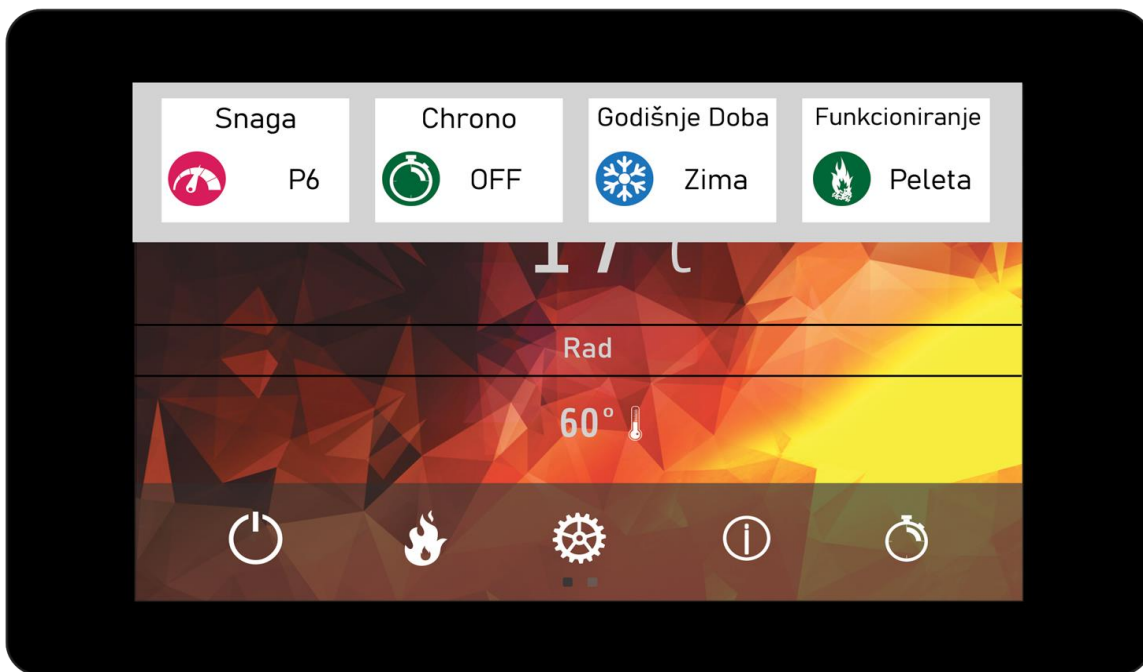 Snaga
Chrono
Godišnje Doba
Funkcioniranje
P6
OFF
Zima
Peleta
Rad
60°